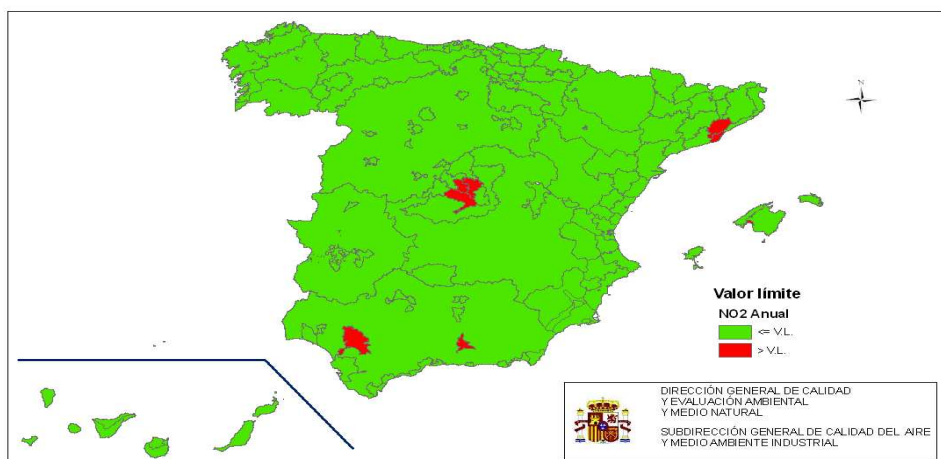 N
Valor límite
NO2 Anual
<= V.L.
> V.L.
DIRECCIÓN GENERAL DE CALIDAD
Y EVALUACIÓN AMBIENTAL
Y MEDIO NATURAL
SUBDIRECCIÓN GENERAL DE CALIDAD DEL AIRE
Y MEDIO AMBIENTE INDUSTRIAL